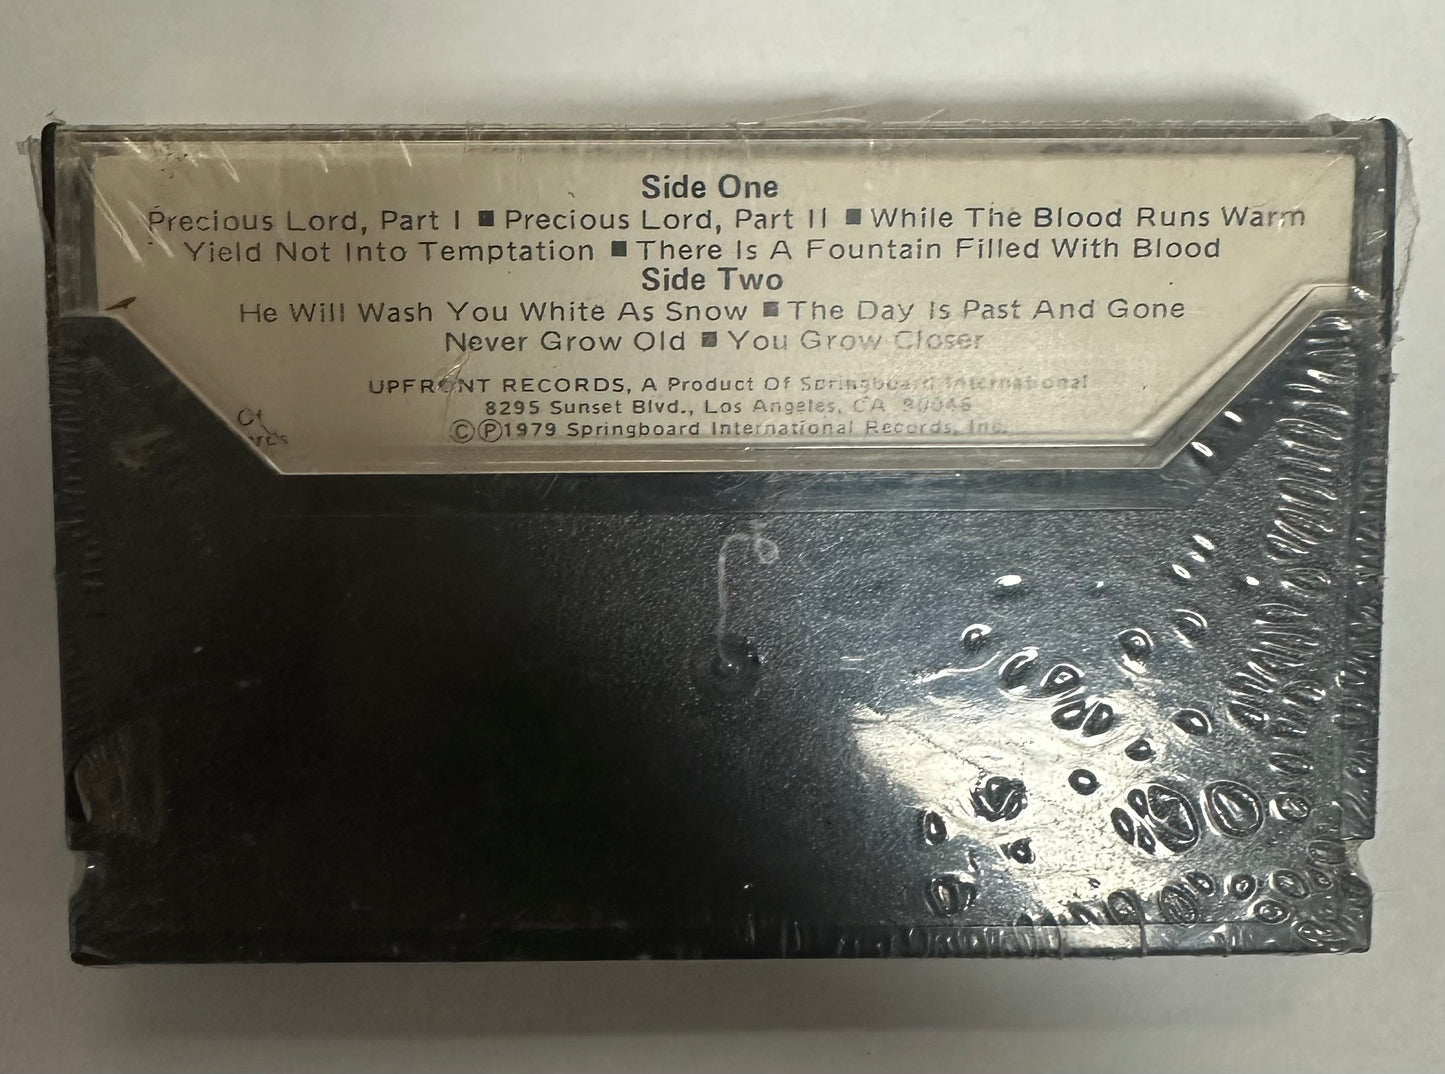 Side One
Precious Lord, Part I ■ Precious Lord, Part II ■ While The Blood Runs Warm
Yield Not Into Temptation ■ There Is A Fountain Filled With Blood
Side Two
He Will Wash You White As Snow ■ The Day Is Past And Gone
Never Grow Old ■ You Grow Closer
UPFRONT RECORDS, A Product Of Springboard International
8295 Sunset Blvd., Los Angeles, CA 90046
©℗1979 Springboard International Records, Inc.